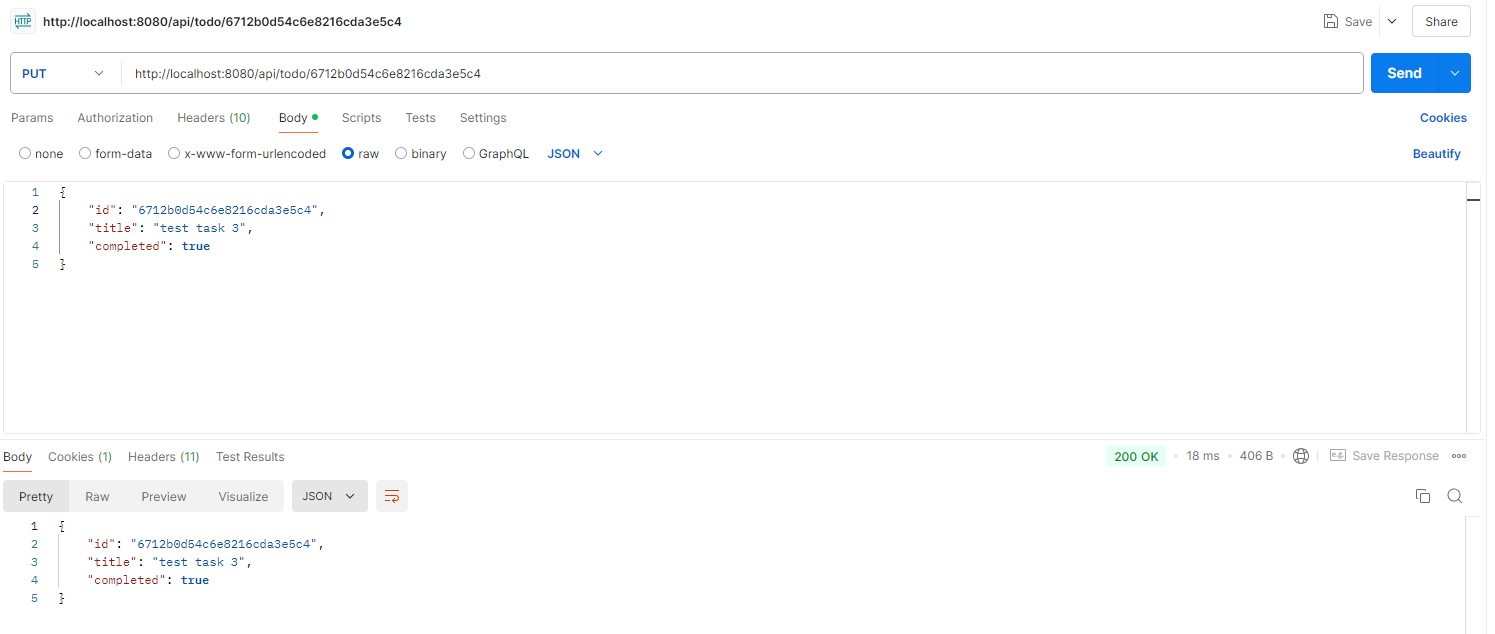 HTTP http://localhost:8080/api/todo/6712b0d54c6e8216cda3e5c4 Save Share
PUT http://localhost:8080/api/todo/6712b0d54c6e8216cda3e5c4 Send
Params Authorization Headers (10) Body Scripts Tests Settings Cookies
none form-data x-www-form-urlencoded raw binary GraphQL JSON Beautify
1 {
2 "id": "6712b0d54c6e8216cda3e5c4",
3 "title": "test task 3",
4 "completed": true
5 }
Body Cookies (1) Headers (11) Test Results 200 OK 18 ms 406 B e.g. Save Response
Pretty Raw Preview Visualize JSON
1 {
2 "id": "6712b0d54c6e8216cda3e5c4",
3 "title": "test task 3",
4 "completed": true
5 }